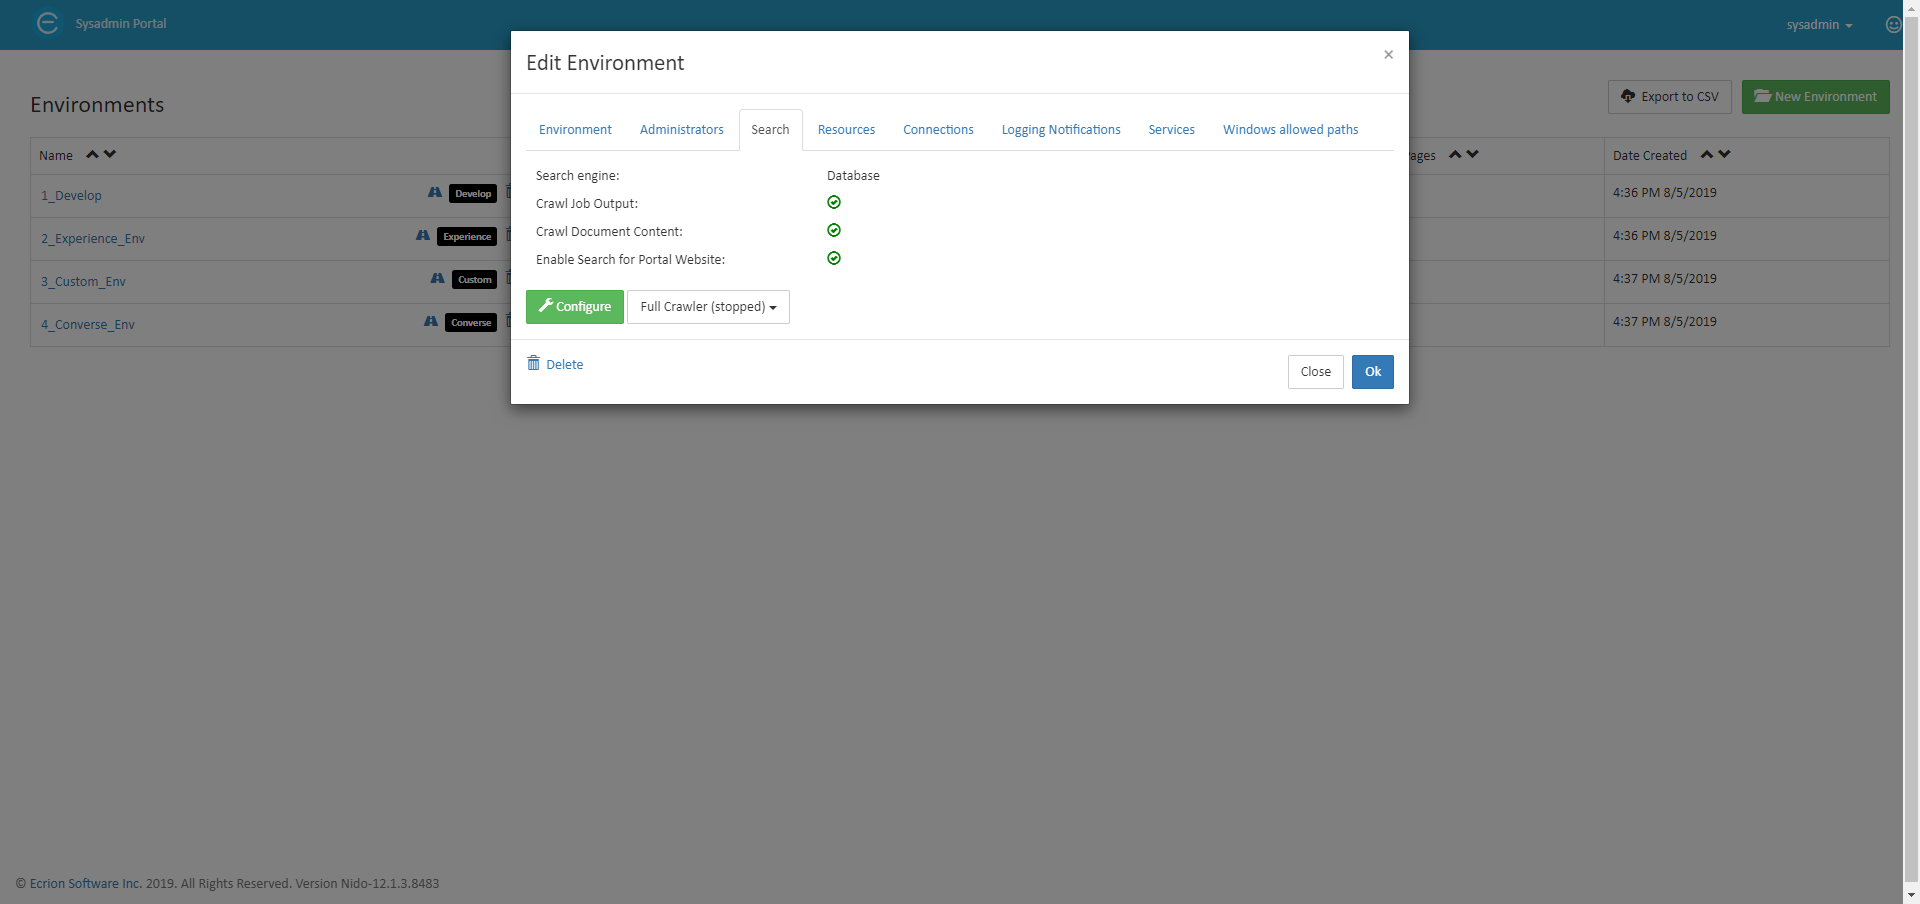 Sysadmin Portal
sysadmin
Edit Environment
×
Environments
Export to CSV
New Environment
Environment
Administrators
Search
Resources
Connections
Logging Notifications
Services
Windows allowed paths
Name
Date Created
Search engine:
Database
Crawl Job Output:
Crawl Document Content:
Enable Search for Portal Website:
Configure
Full Crawler (stopped)
Delete
Close
Ok
1_Develop
Develop
4:36 PM 8/5/2019
2_Experience_Env
Experience
4:36 PM 8/5/2019
3_Custom_Env
Custom
4:37 PM 8/5/2019
4_Converse_Env
Converse
4:37 PM 8/5/2019
© Ecrion Software Inc. 2019. All Rights Reserved. Version Nido-12.1.3.8483